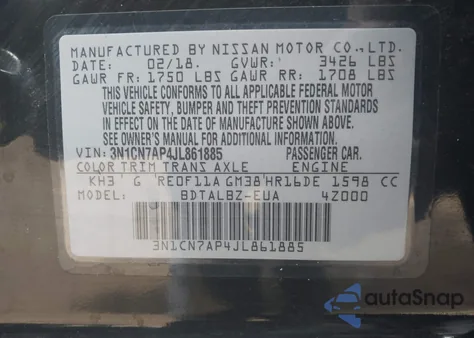 MANUFACTURED BY NISSAN MOTOR CO., LTD.
DATE: 02/18. GVWR: 3426 LBS
GAWR FR: 1750 LBS GAWR RR: 1708 LBS
THIS VEHICLE CONFORMS TO ALL APPLICABLE FEDERAL MOTOR
VEHICLE SAFETY, BUMPER AND THEFT PREVENTION STANDARDS
IN EFFECT ON THE DATE OF MANUFACTURE SHOWN ABOVE.
SEE OWNER'S MANUAL FOR ADDITIONAL INFORMATION.
VIN: 3N1CN7AP4JL861885 PASSENGER CAR.
COLOR TRIM TRANS AXLE ENGINE
KH3 G RE0F11A GM38 HR16DE 1598 CC
MODEL: BDTALBZ-EUA 4Z000
3N1CN7AP4JL861885
autoSnap